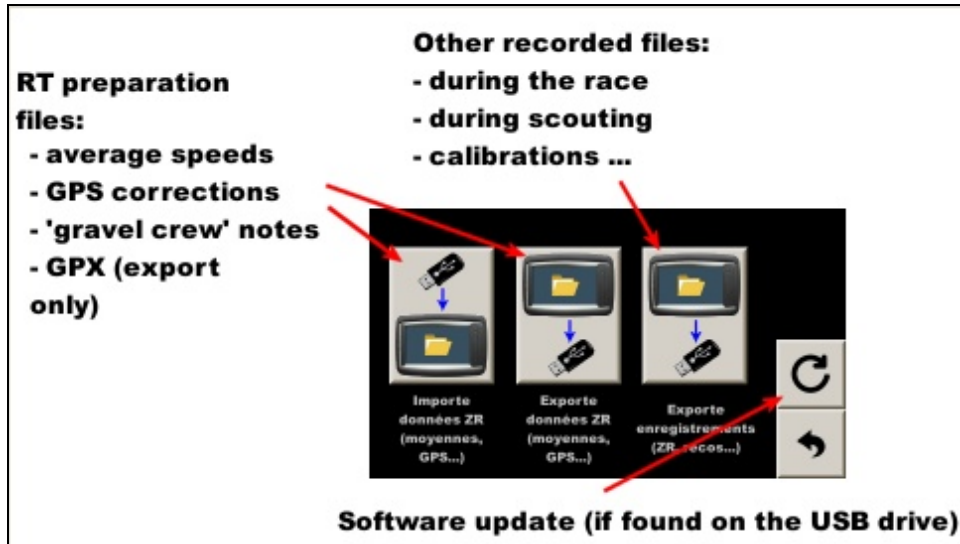 RT preparation
files:
- average speeds
- GPS corrections
- 'gravel crew' notes
- GPX (export
only)
Other recorded files:
- during the race
- during scouting
- calibrations ...
Importe
données ZR
(moyennes,
GPS...)
Exporte
données ZR
(moyennes,
GPS...)
Exporte
enregistrements
(ZR, recos...)
Software update (if found on the USB drive)